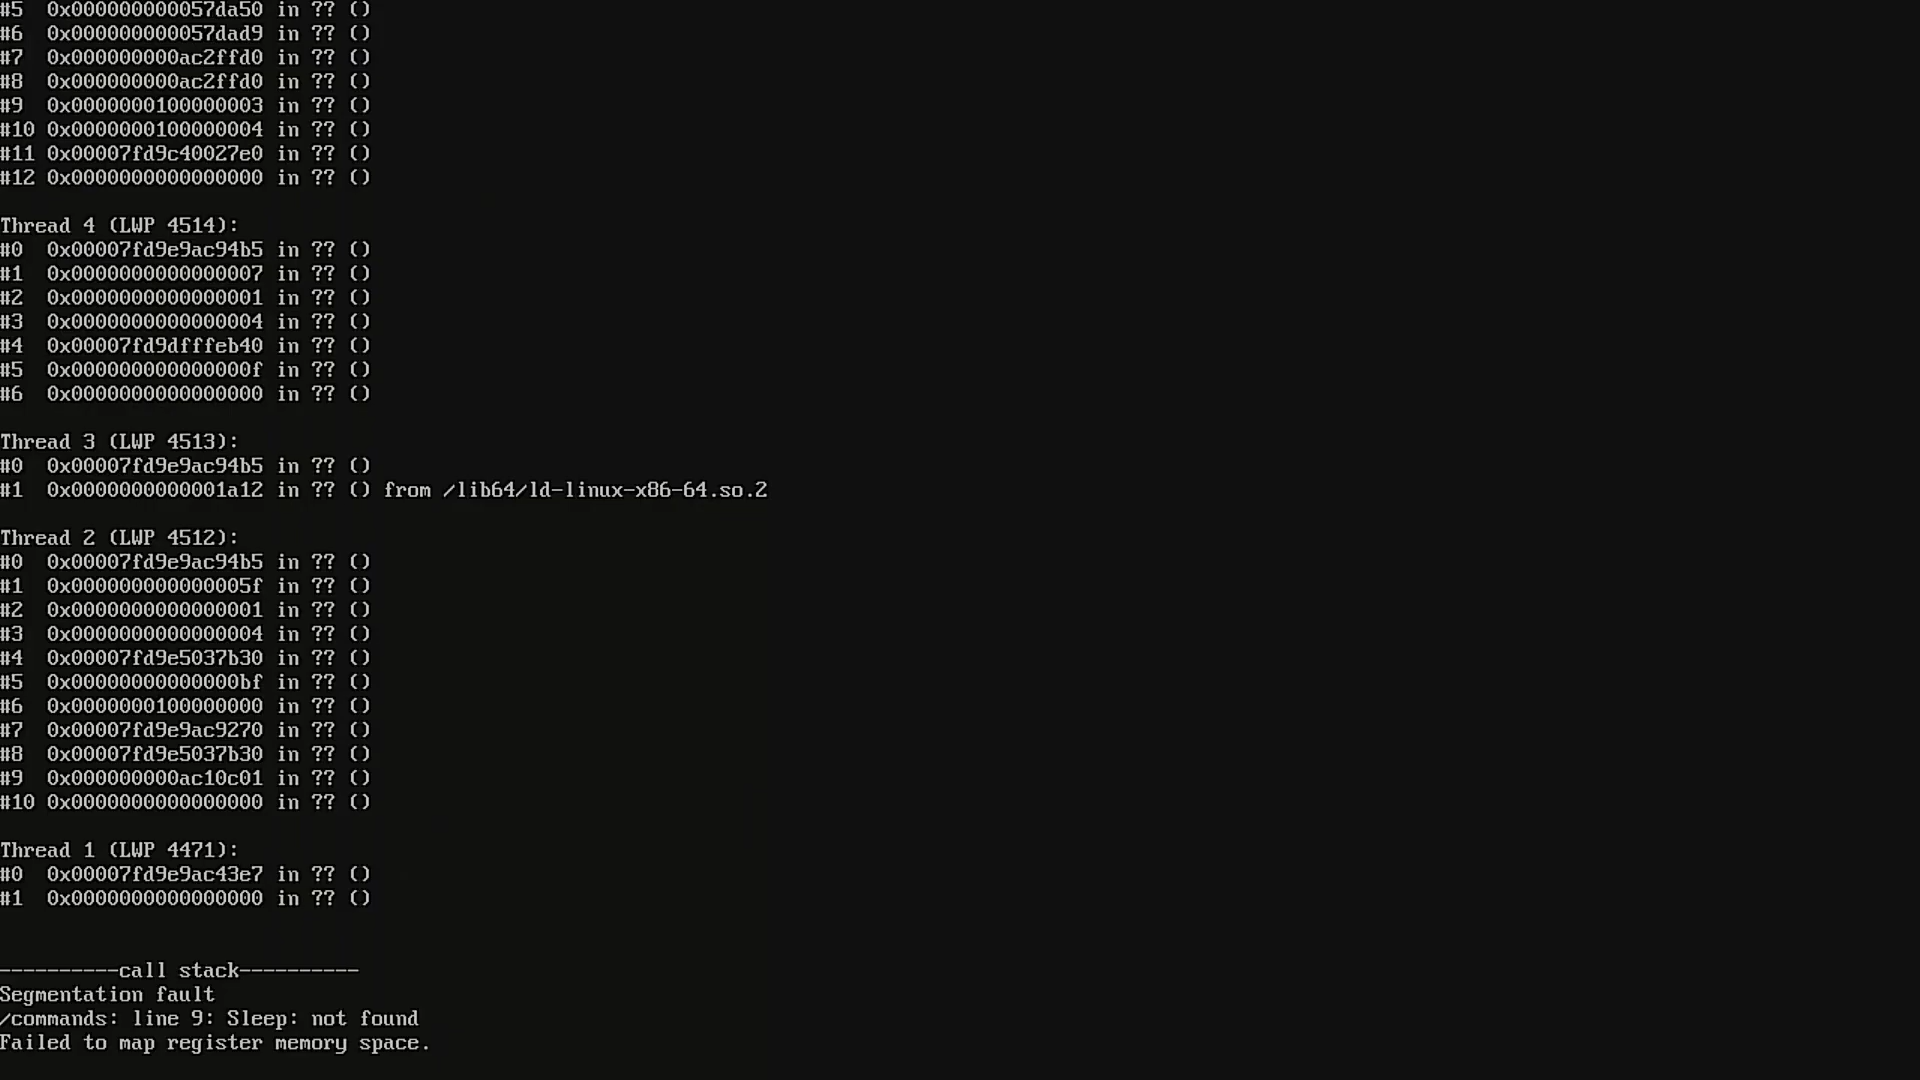 #5  0x000000000057da50 in ?? ()
#6  0x000000000057dad9 in ?? ()
#7  0x00000000ac2ffd0 in ?? ()
#8  0x00000000ac2ffd0 in ?? ()
#9  0x0000000100000003 in ?? ()
#10 0x0000000100000004 in ?? ()
#11 0x00007fd9c40027e0 in ?? ()
#12 0x0000000000000000 in ?? ()

Thread 4 (LWP 4514):
#0  0x00007fd9e9ac94b5 in ?? ()
#1  0x0000000000000007 in ?? ()
#2  0x0000000000000001 in ?? ()
#3  0x0000000000000004 in ?? ()
#4  0x00007fd9dfffeb40 in ?? ()
#5  0x000000000000000f in ?? ()
#6  0x0000000000000000 in ?? ()

Thread 3 (LWP 4513):
#0  0x00007fd9e9ac94b5 in ?? ()
#1  0x0000000000001a12 in ?? () from /lib64/ld-linux-x86-64.so.2

Thread 2 (LWP 4512):
#0  0x00007fd9e9ac94b5 in ?? ()
#1  0x000000000000005f in ?? ()
#2  0x0000000000000001 in ?? ()
#3  0x0000000000000004 in ?? ()
#4  0x00007fd9e5037b30 in ?? ()
#5  0x00000000000000bf in ?? ()
#6  0x0000000100000000 in ?? ()
#7  0x00007fd9e9ac9270 in ?? ()
#8  0x00007fd9e5037b30 in ?? ()
#9  0x000000000ac10c01 in ?? ()
#10 0x0000000000000000 in ?? ()

Thread 1 (LWP 4471):
#0  0x00007fd9e9ac43e7 in ?? ()
#1  0x0000000000000000 in ?? ()

----------call stack----------
Segmentation fault
/commands: line 9: Sleep: not found
Failed to map register memory space.